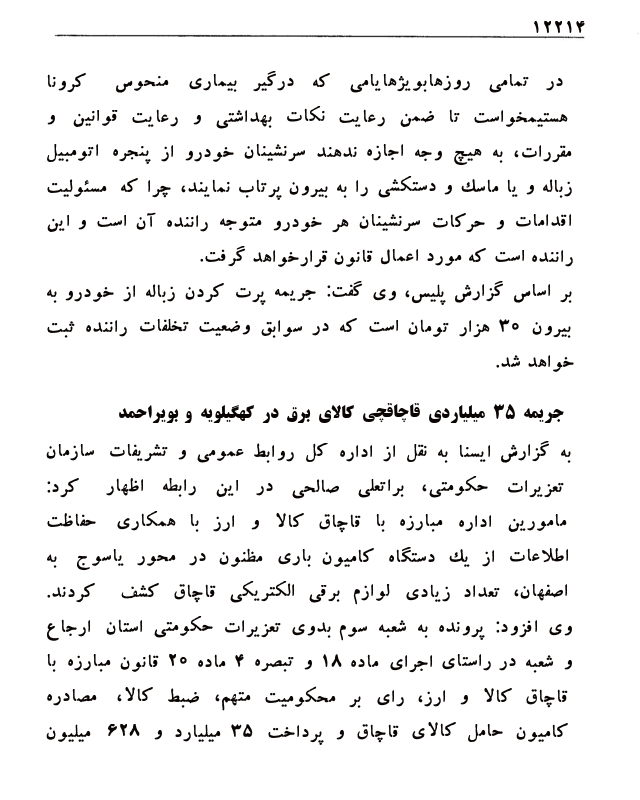 ۱۲۲۱۴
در تمامی روزهابویژهایامی که درگیر بیماری منحوس کرونا
هستیمخواست تا ضمن رعایت نکات بهداشتی و رعایت قوانین و
مقررات، به هیچ وجه اجازه ندهند سرنشینان خودرو از پنجره اتومبیل
زباله و یا ماسك و دستکشی را به بیرون پرتاب نمایند، چرا که مسئولیت
اقدامات و حرکات سرنشینان هر خودرو متوجه راننده آن است و این
راننده است که مورد اعمال قانون قرارخواهد گرفت.
بر اساس گزارش پلیس، وی گفت: جریمه پرت کردن زباله از خودرو به
بیرون ۳۰ هزار تومان است که در سوابق وضعیت تخلفات راننده ثبت
خواهد شد.
جریمه ۳۵ میلیاردی قاچاقچی کالای برق در کهگیلویه و بویراحمد
به گزارش ایسنا به نقل از اداره کل روابط عمومی و تشریفات سازمان
تعزیرات حکومتی، براتعلی صالحی در این رابطه اظهار کرد:
مامورین اداره مبارزه با قاچاق کالا و ارز با همکاری حفاظت
اطلاعات از یك دستگاه کامیون باری مظنون در محور یاسوج به
اصفهان، تعداد زیادی لوازم برقی الکتریکی قاچاق کشف کردند.
وی افزود: پرونده به شعبه سوم بدوی تعزیرات حکومتی استان ارجاع
و شعبه در راستای اجرای ماده ۱۸ و تبصره ۴ ماده ۲۰ قانون مبارزه با
قاچاق کالا و ارز، رای بر محکومیت متهم، ضبط کالا، مصادره
کامیون حامل کالای قاچاق و پرداخت ۳۵ میلیارد و ۶۲۸ میلیون